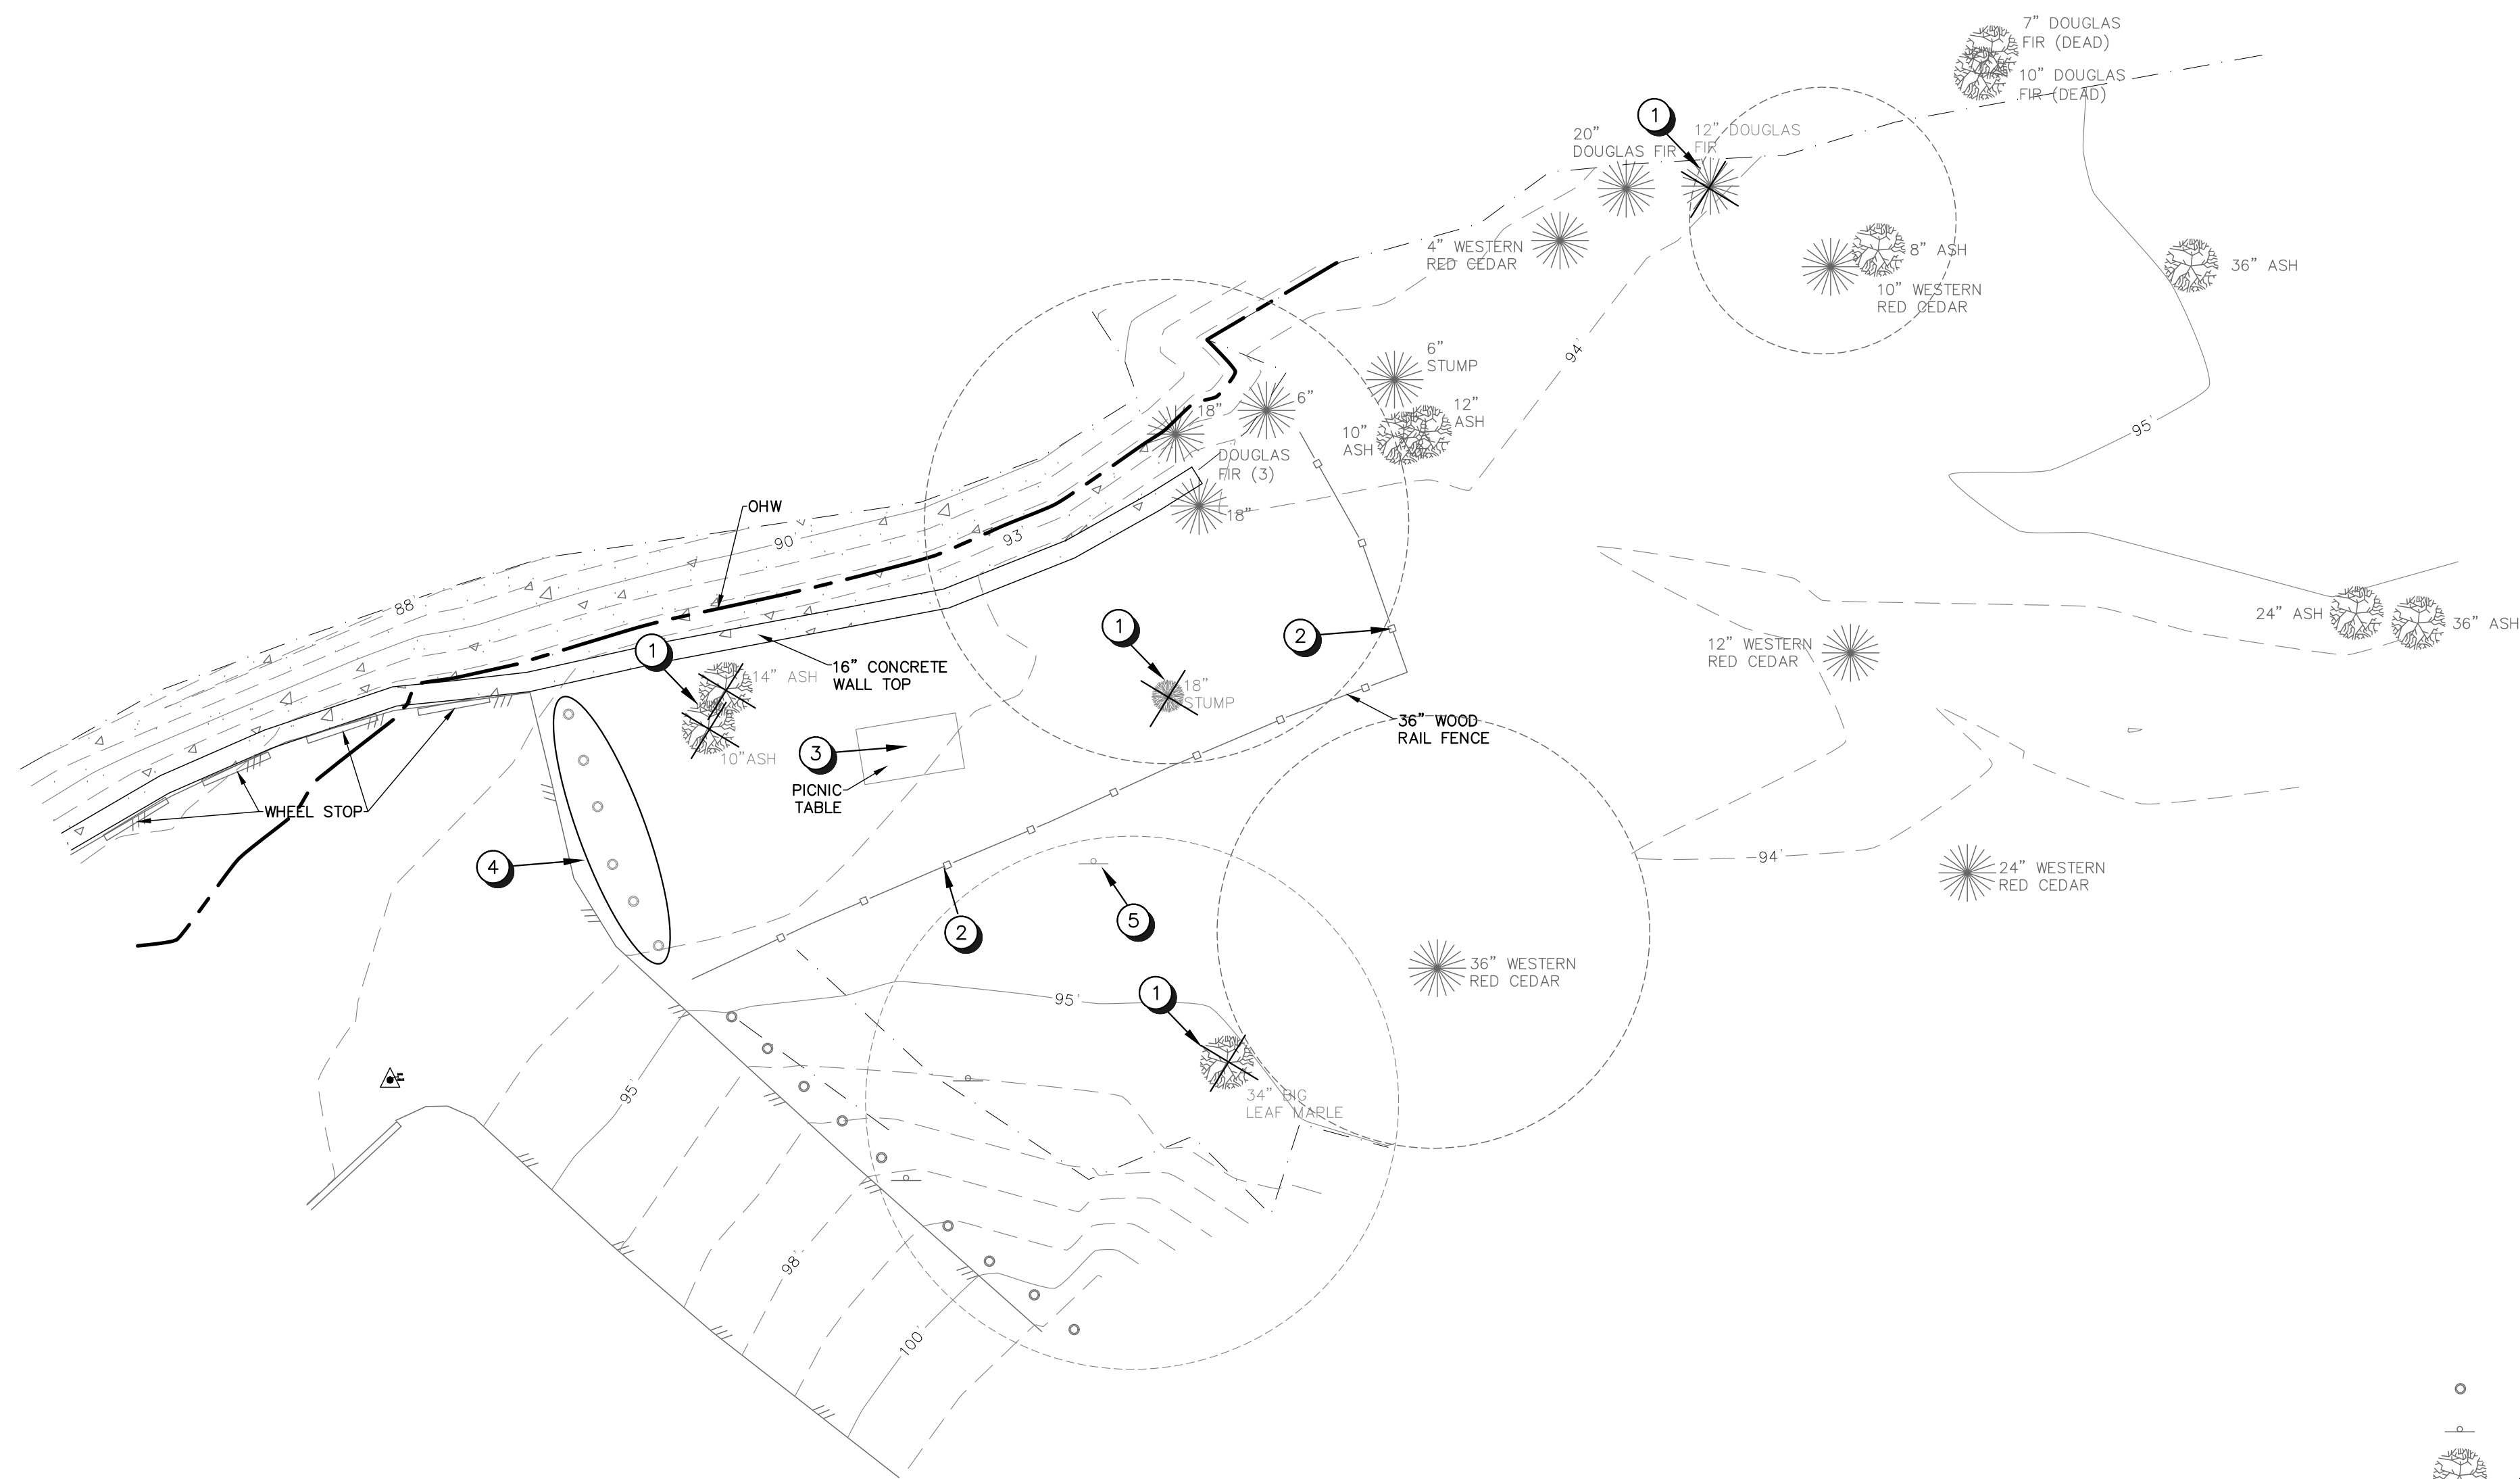 7” DOUGLAS
FIR (DEAD)
10” DOUGLAS
FIR (DEAD)
1
12” DOUGLAS
FIR
20”
DOUGLAS FIR
4” WESTERN
RED CEDAR
8” ASH
10” WESTERN
RED CEDAR
36” ASH
94'
6”
STUMP
12”
ASH
10”
ASH
18”
6”
DOUGLAS
FIR (3)
18”
95'
OHW
90'
93'
88'
1
14” ASH
10”ASH
16” CONCRETE
WALL TOP
1
18”
STUMP
2
24” ASH
36” ASH
12” WESTERN
RED CEDAR
36” WOOD
RAIL FENCE
3
PICNIC
TABLE
WHEEL STOP
4
94'
24” WESTERN
RED CEDAR
2
5
36” WESTERN
RED CEDAR
95'
1
34” BIG
LEAF MAPLE
95'
98'
100'